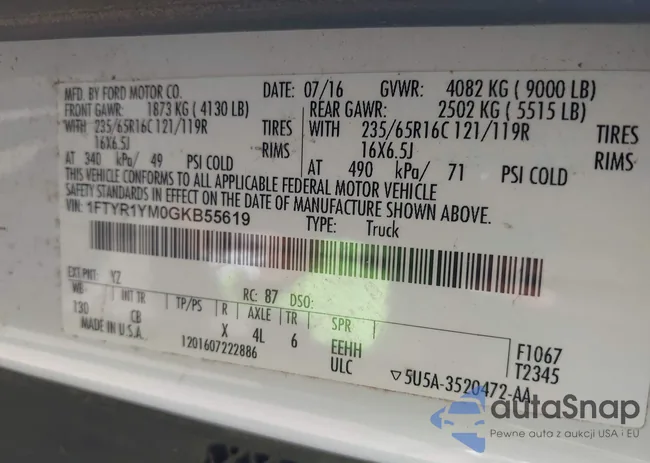 MFD. BY FORD MOTOR CO. DATE: 07/16 GVWR: 4082 KG ( 9000 LB)
FRONT GAWR: 1873 KG ( 4130 LB) REAR GAWR: 2502 KG ( 5515 LB)
WITH 235/65R16C 121/119R TIRES WITH 235/65R16C 121/119R TIRES
16X6.5J RIMS 16X6.5J RIMS
AT 340 kPa/ 49 PSI COLD AT 490 kPa/ 71 PSI COLD
THIS VEHICLE CONFORMS TO ALL APPLICABLE FEDERAL MOTOR VEHICLE
SAFETY STANDARDS IN EFFECT ON THE DATE OF MANUFACTURE SHOWN ABOVE.
VIN: 1FTYR1YM0GKB55619 TYPE: Truck
EXT PNT: YZ RC: 87 DSO:
WB INT TR TP/PS R AXLE TR SPR
130 CB X 4L 6 EEHH F1067
MADE IN U.S.A. 1201607222886 ULC T2345
▽5U5A-3520472-AA
autaSnap
Pewne auta z aukcji USA i EU